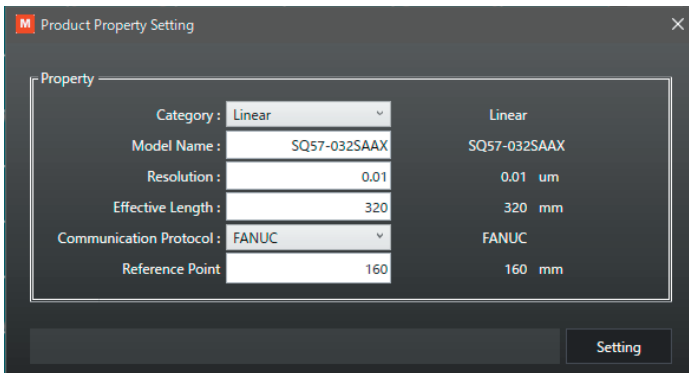 M Product Property Setting
Property
Category : Linear Linear
Model Name : SQ57-032SAAX SQ57-032SAAX
Resolution : 0.01 0.01 um
Effective Length : 320 320 mm
Communication Protocol : FANUC FANUC
Reference Point 160 160 mm
Setting